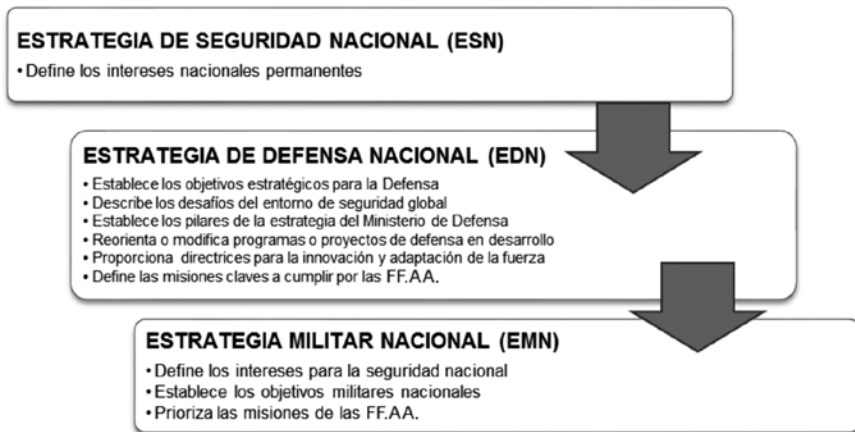 ESTRATEGIA DE SEGURIDAD NACIONAL (ESN)
• Define los intereses nacionales permanentes
ESTRATEGIA DE DEFENSA NACIONAL (EDN)
• Establece los objetivos estratégicos para la Defensa
• Describe los desafíos del entorno de seguridad global
• Establece los pilares de la estrategia del Ministerio de Defensa
• Reorienta o modifica programas o proyectos de defensa en desarrollo
• Proporciona directrices para la innovación y adaptación de la fuerza
• Define las misiones claves a cumplir por las FF.AA.
ESTRATEGIA MILITAR NACIONAL (EMN)
• Define los intereses para la seguridad nacional
• Establece los objetivos militares nacionales
• Prioriza las misiones de las FF.AA.